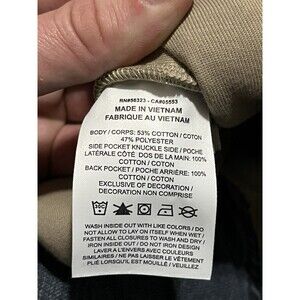 RN#56323 - CA#05553
MADE IN VIETNAM
FABRIQUE AU VIETNAM
BODY / CORPS: 53% COTTON / COTON
47% POLYESTER
SIDE POCKET KNUCKLE SIDE / POCHE
LATÉRALE CÔTÉ DOS DE LA MAIN: 100%
COTTON / COTON
BACK POCKET / POCHE ARRIÈRE: 100%
COTTON / COTON
EXCLUSIVE OF DECORATION /
DECORATION NON COMPRISE
WASH INSIDE OUT WITH LIKE COLORS / DO
NOT ALLOW TO LAY ON ITSELF WHEN WET /
FASTEN ALL CLOSURES TO WASH AND DRY /
IRON INSIDE OUT / DO NOT IRON DESIGN
LAVER A L'ENVERS AVEC COULEURS
SIMILAIRES / NE PAS LAISSER LE VÊTEMENT
PLIÉ LORSQU'IL EST MOUILLÉ / VEUILLEZ